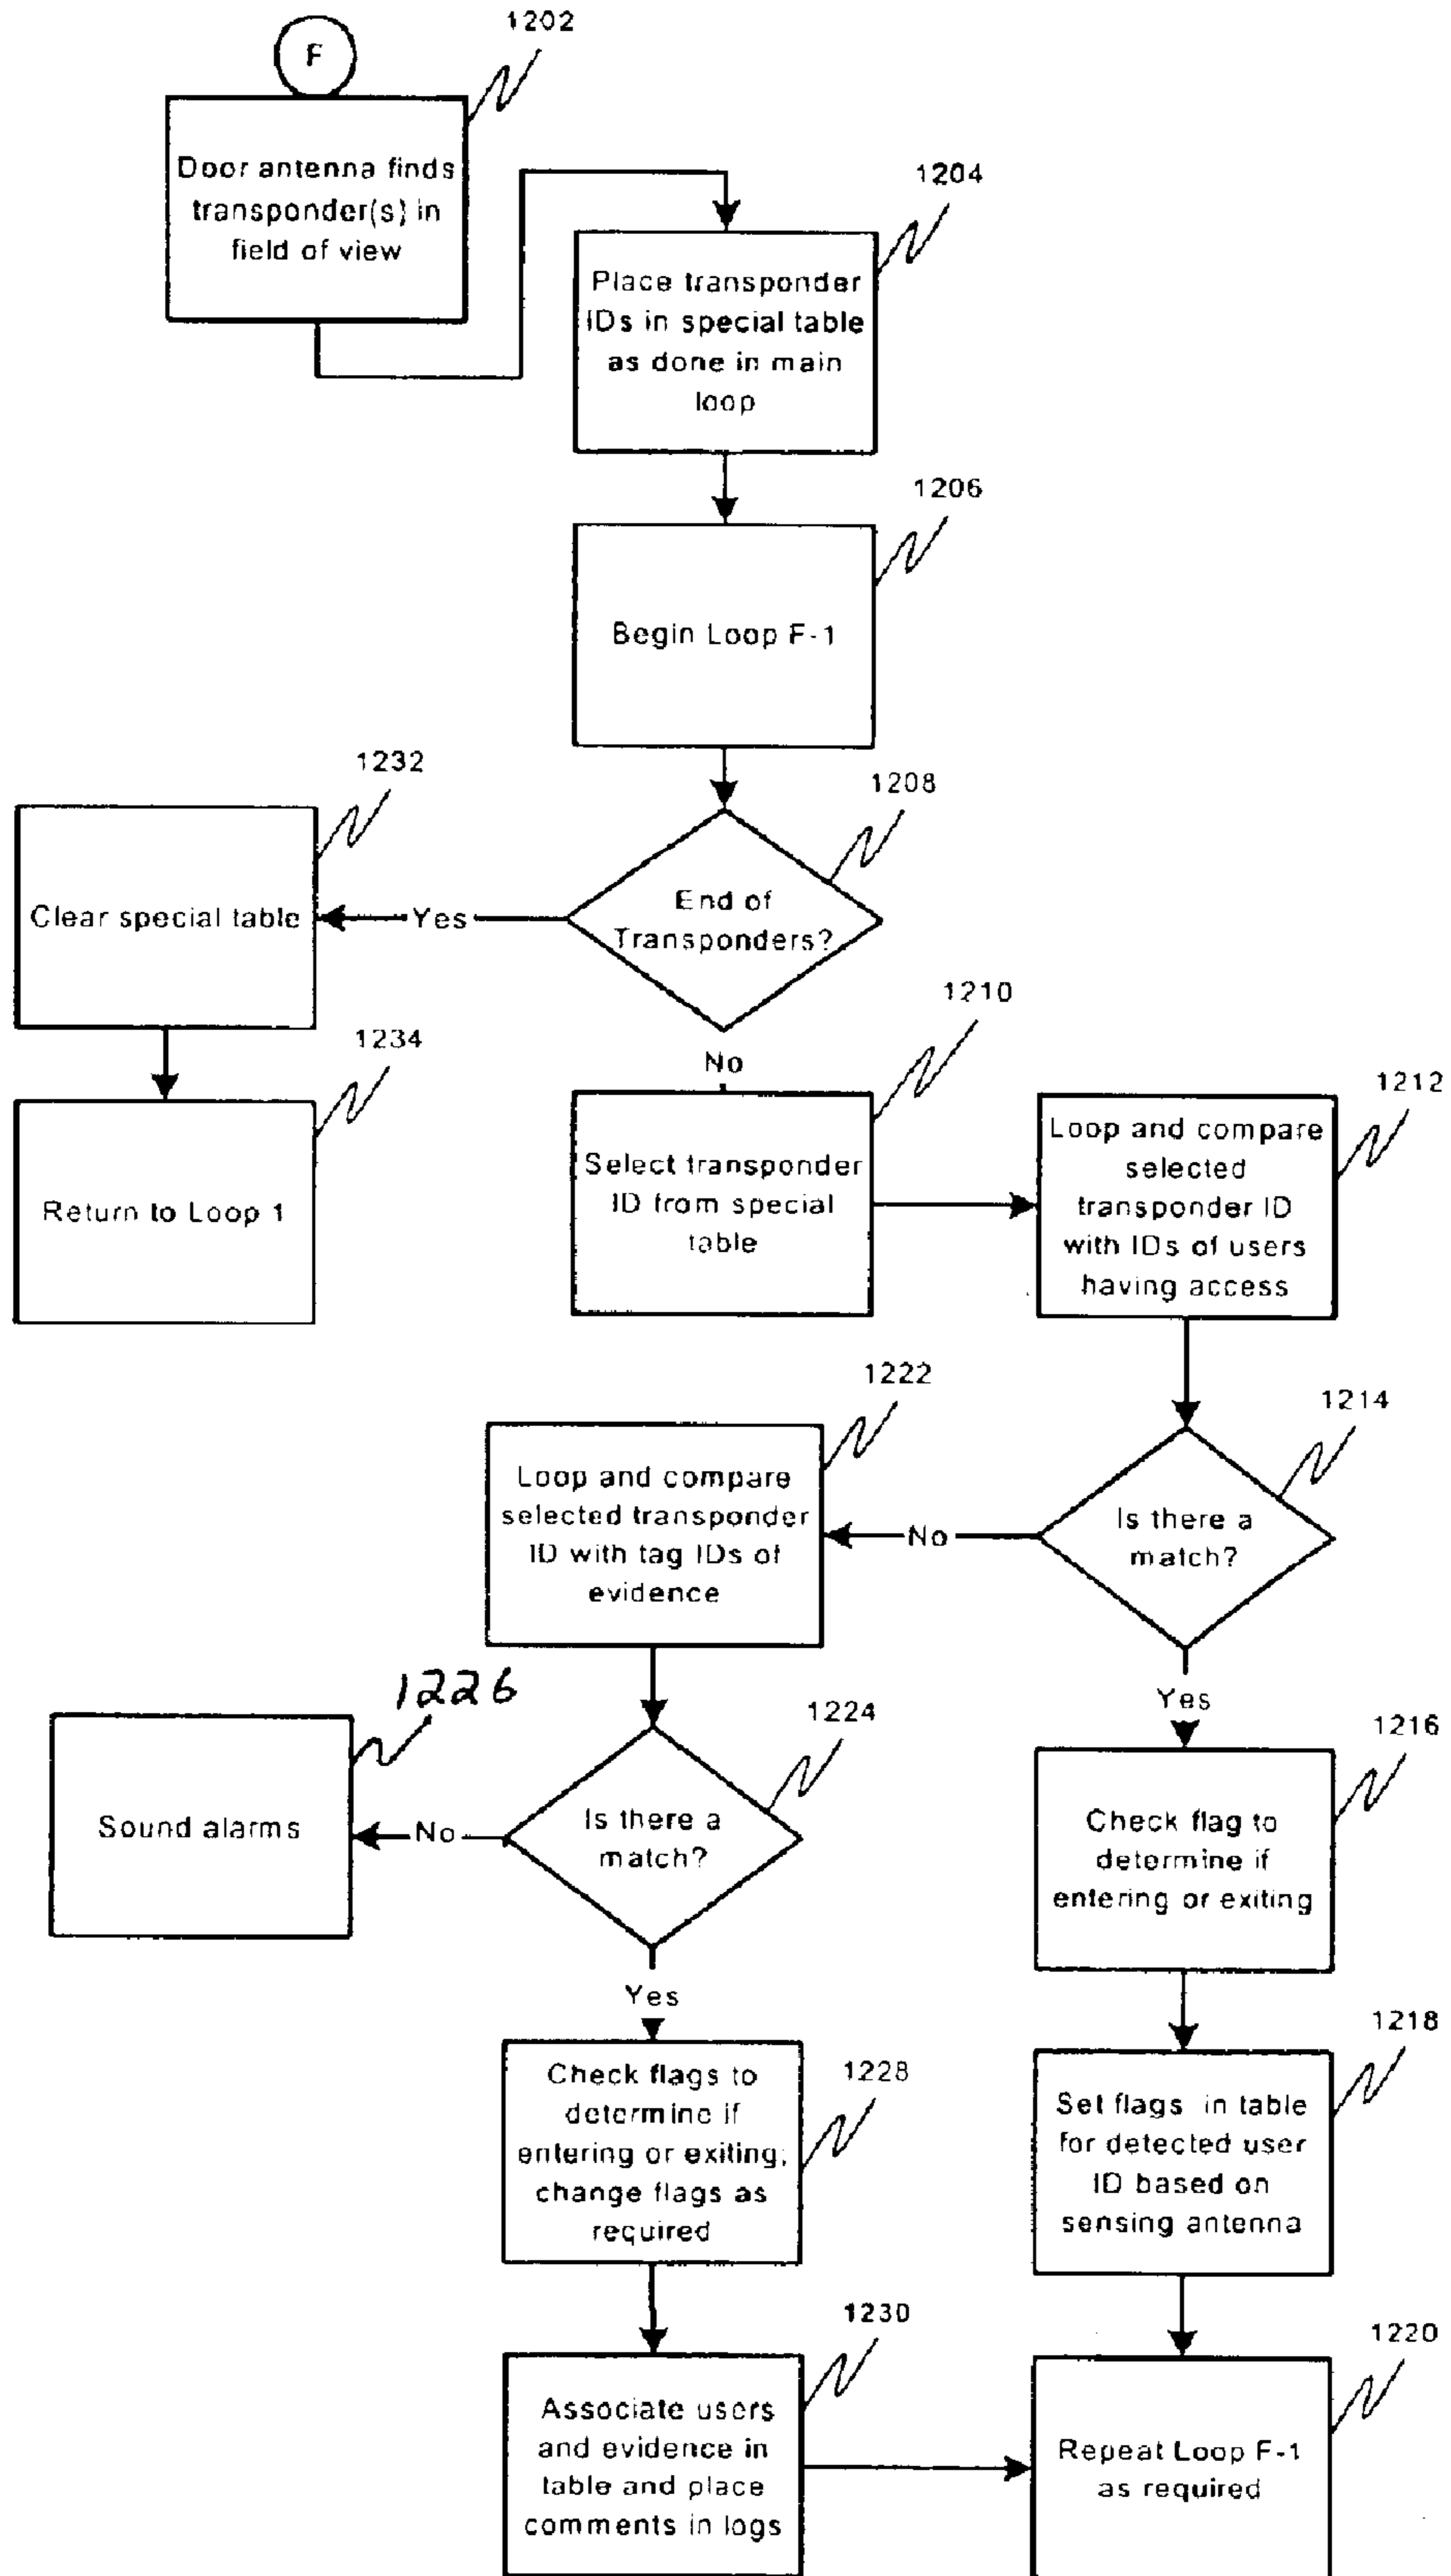 1202
F
Door antenna finds
transponder(s) in
field of view
1204
Place transponder
IDs in special table
as done in main
loop
1206
Begin Loop F-1
1232
1208
Clear special table
Yes
End of
Transponders?
1210
No
1234
Return to Loop 1
Select transponder
ID from special
table
1212
Loop and compare
selected
transponder ID
with IDs of users
having access
1222
1214
Loop and compare
selected transponder
ID with tag IDs of
evidence
No
Is there a
match?
1226
1224
Yes
1216
Sound alarms
No
Is there a
match?
Check flag to
determine if
entering or exiting
Yes
1228
1218
Check flags to
determine if
entering or exiting;
change flags as
required
Set flags in table
for detected user
ID based on
sensing antenna
1230
1220
Associate users
and evidence in
table and place
comments in logs
Repeat Loop F-1
as required